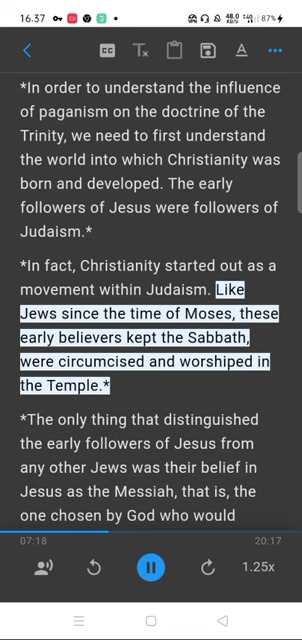 16.37
48.0
KB/S
87%
CC
*In order to understand the influence
of paganism on the doctrine of the
Trinity, we need to first understand
the world into which Christianity was
born and developed. The early
followers of Jesus were followers of
Judaism.*
*In fact, Christianity started out as a
movement within Judaism. Like
Jews since the time of Moses, these
early believers kept the Sabbath,
were circumcised and worshiped in
the Temple.*
*The only thing that distinguished
the early followers of Jesus from
any other Jews was their belief in
Jesus as the Messiah, that is, the
one chosen by God who would
07:18
20:17
1.25x